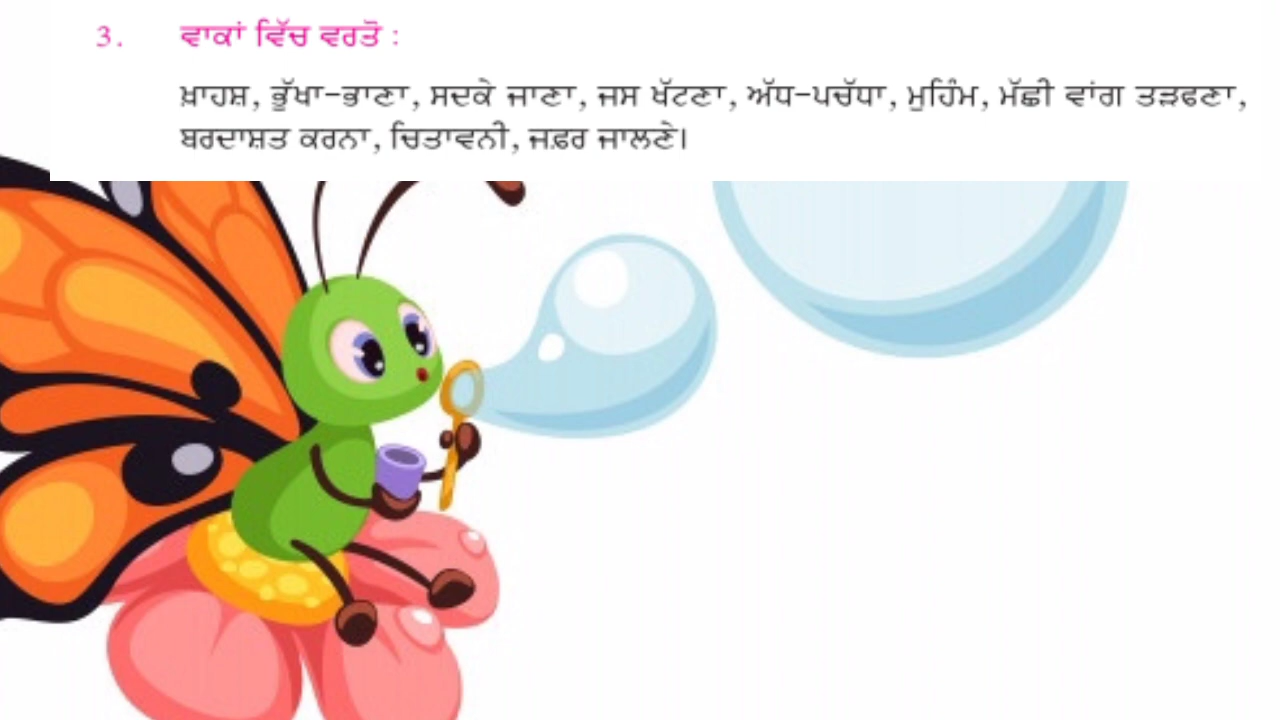 3. ਵਾਕਾਂ ਵਿੱਚ ਵਰਤੋ :
ਖ਼ਾਹਸ਼, ਭੁੱਖਾ-ਭਾਣਾ, ਸਦਕੇ ਜਾਣਾ, ਜਸ ਖੱਟਣਾ, ਅੱਧ-ਪਚੱਧਾ, ਮੁਹਿੰਮ, ਮੱਛੀ ਵਾਂਗ ਤੜਫਣਾ,
ਬਰਦਾਸ਼ਤ ਕਰਨਾ, ਚਿਤਾਵਨੀ, ਜਫ਼ਰ ਜਾਲਣੇ।